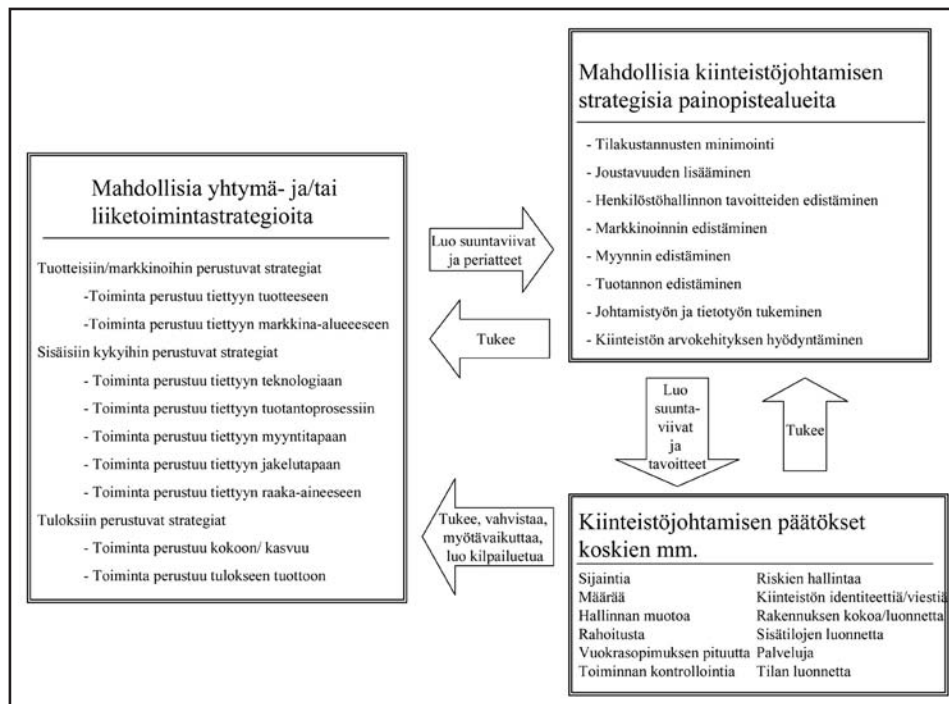 Mahdollisia yhtymä- ja/tai
liiketoimintastrategioita
Tuotteisiin/markkinoihin perustuvat strategiat
-Toiminta perustuu tiettyyn tuotteeseen
-Toiminta perustuu tiettyyn markkina-alueeeseen
Sisäisiin kykyihin perustuvat strategiat
- Toiminta perustuu tiettyyn teknologiaan
- Toiminta perustuu tiettyyn tuotantoprosessiin
- Toiminta perustuu tiettyyn myyntitapaan
- Toiminta perustuu tiettyyn jakelutapaan
- Toiminta perustuu tiettyyn raaka-aineeseen
Tuloksiin perustuvat strategiat
- Toiminta perustuu kokoon/ kasvuu
- Toiminta perustuu tulokseen tuottoon
Luo suuntaviivat
ja periatteet
Tukee
Mahdollisia kiinteistöjohtamisen
strategisia painopistealueita
- Tilakustannusten minimointi
- Joustavuuden lisääminen
- Henkilöstöhallinnon tavoitteiden edistäminen
- Markkinoinnin edistäminen
- Myynnin edistäminen
- Tuotannon edistäminen
- Johtamistyön ja tietotyön tukeminen
- Kiinteistön arvokehityksen hyödyntäminen
Luo
suunta-
viivat
ja
tavoitteet
Tukee
Tukee, vahvistaa,
myötävaikuttaa,
luo kilpailuetua
Kiinteistöjohtamisen päätökset
koskien mm.
Sijaintia
Määrää
Hallinnan muotoa
Rahoitusta
Vuokrasopimuksen pituutta
Toiminnan kontrollointia
Riskien hallintaa
Kiinteistön identiteettiä/viestiä
Rakennuksen kokoa/luonnetta
Sisätilojen luonnetta
Palveluja
Tilan luonnetta